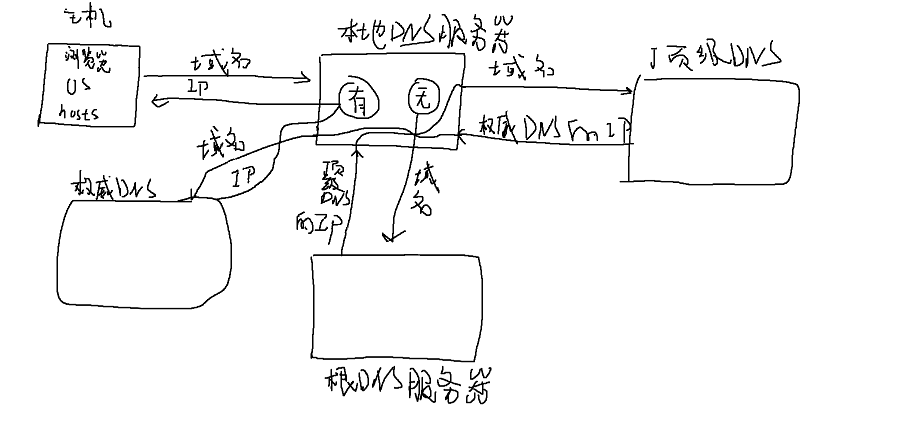 主机
浏览器
OS
hosts
域名
IP
本地DNS服务器
有
无
域名
顶级DNS
权威DNS的IP
域名
IP
权威DNS
顶级DNS
的IP
域名
根DNS服务器